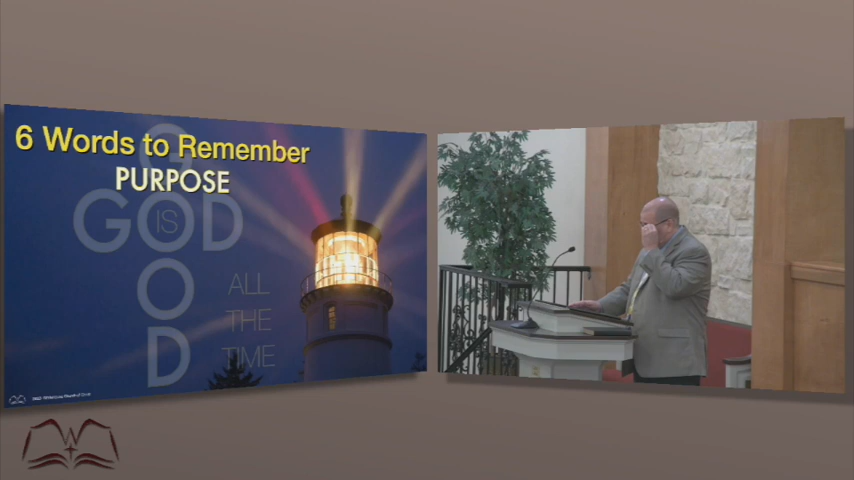 6 Words to Remember
PURPOSE
GOD
IS
GOOD
ALL
THE
TIME